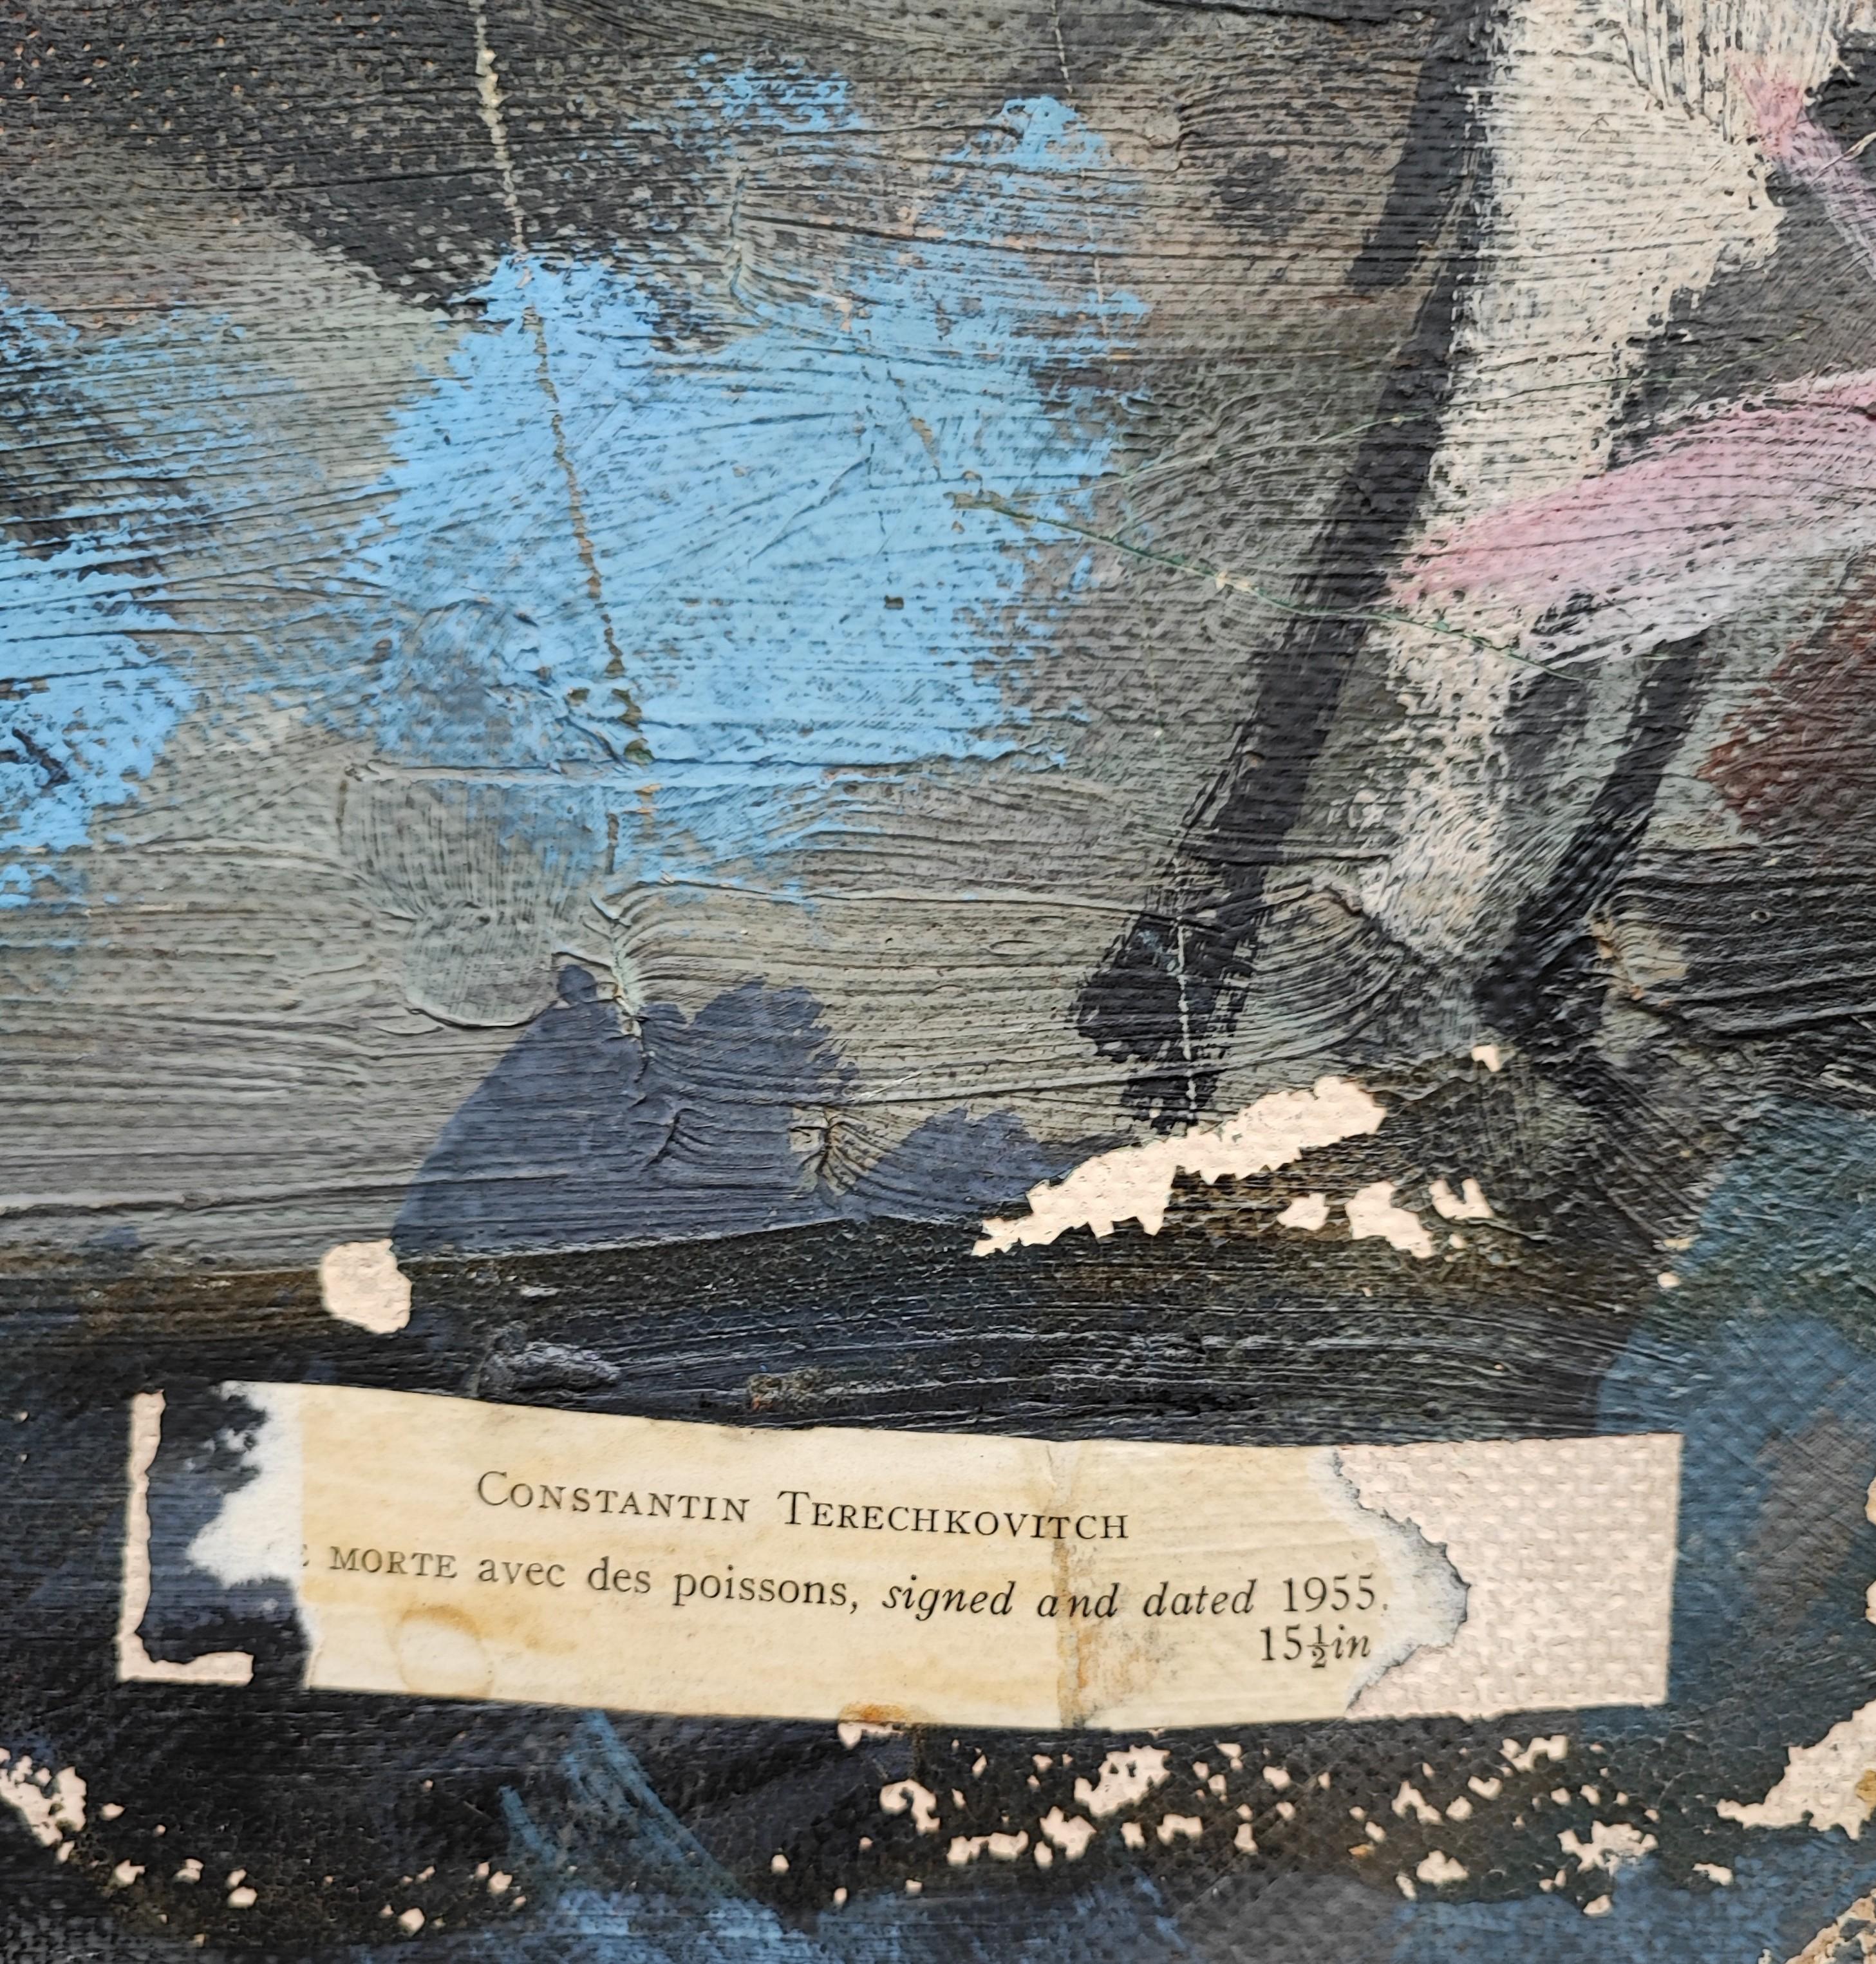 CONSTANTIN TERECHKOVITCH
E MORTE avec des poissons, signed and dated 1955.
15½in